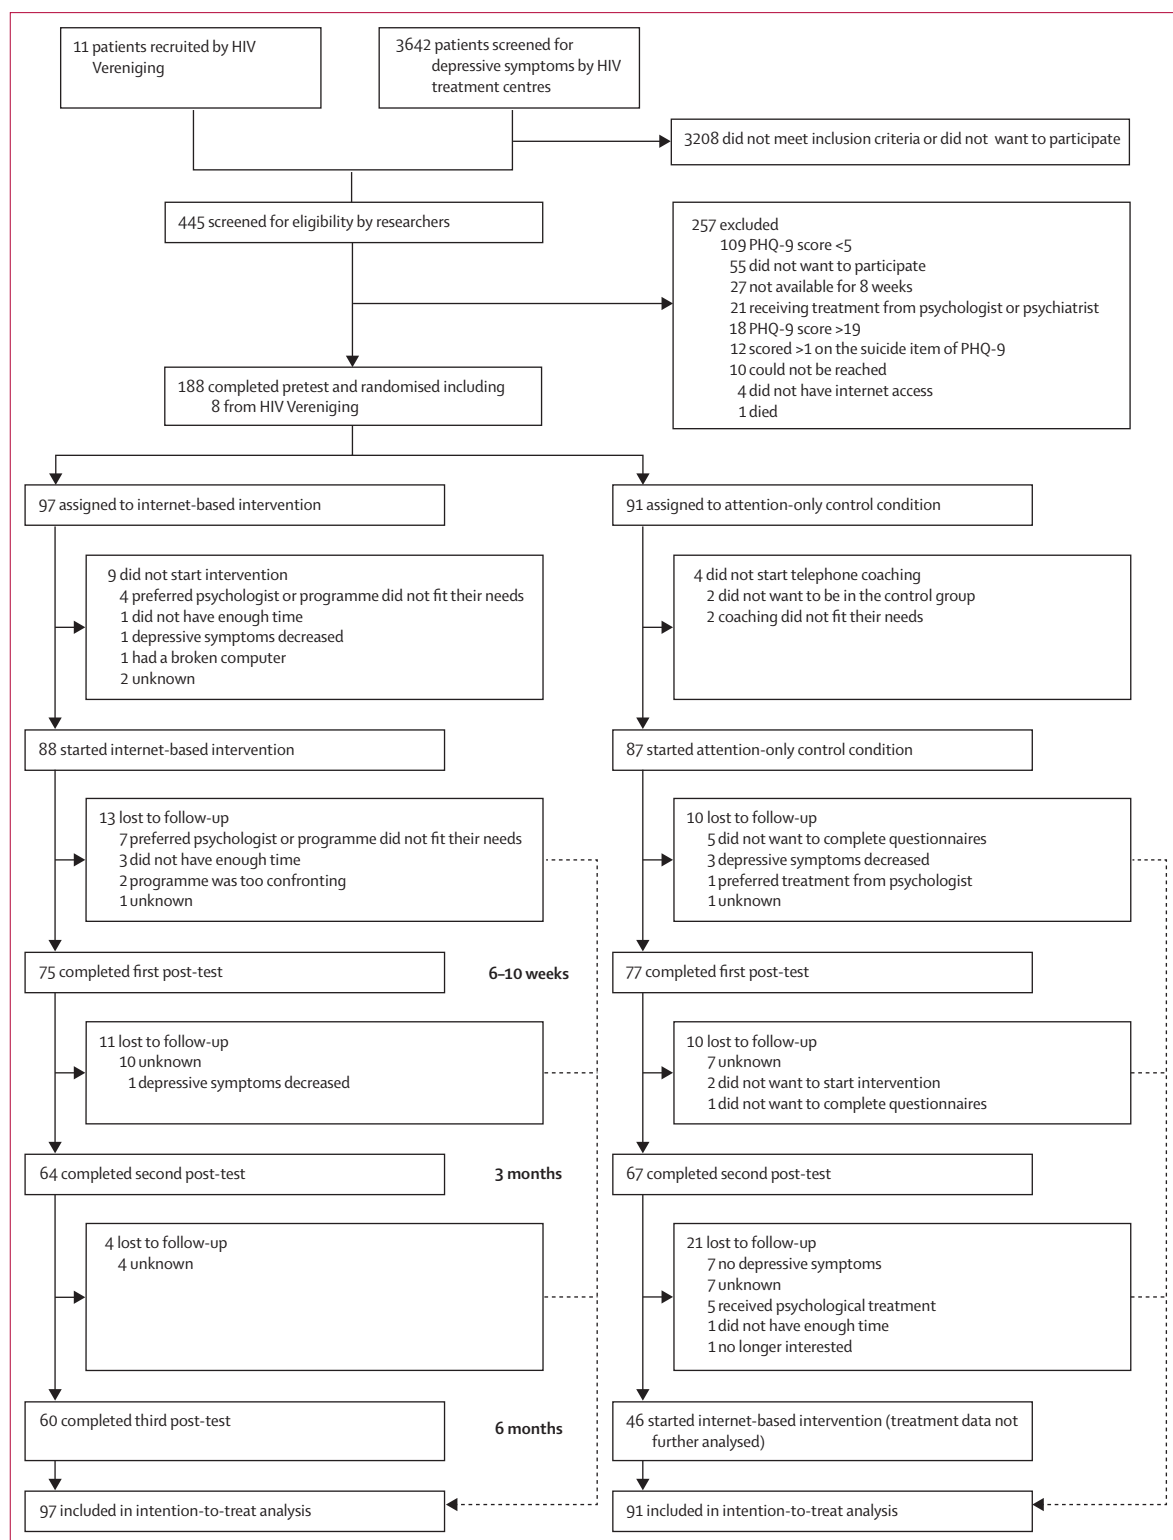 11 patients recruited by HIV
Vereniging
3642 patients screened for
depressive symptoms by HIV
treatment centres
3208 did not meet inclusion criteria or did not want to participate
445 screened for eligibility by researchers
257 excluded
109 PHQ-9 score <5
55 did not want to participate
27 not available for 8 weeks
21 receiving treatment from psychologist or psychiatrist
18 PHQ-9 score >19
12 scored >1 on the suicide item of PHQ-9
10 could not be reached
4 did not have internet access
1 died
188 completed pretest and randomised including
8 from HIV Vereniging
97 assigned to internet-based intervention
91 assigned to attention-only control condition
9 did not start intervention
4 preferred psychologist or programme did not fit their needs
1 did not have enough time
1 depressive symptoms decreased
1 had a broken computer
2 unknown
4 did not start telephone coaching
2 did not want to be in the control group
2 coaching did not fit their needs
88 started internet-based intervention
87 started attention-only control condition
13 lost to follow-up
7 preferred psychologist or programme did not fit their needs
3 did not have enough time
2 programme was too confronting
1 unknown
10 lost to follow-up
5 did not want to complete questionnaires
3 depressive symptoms decreased
1 preferred treatment from psychologist
1 unknown
75 completed first post-test
6–10 weeks
77 completed first post-test
11 lost to follow-up
10 unknown
1 depressive symptoms decreased
10 lost to follow-up
7 unknown
2 did not want to start intervention
1 did not want to complete questionnaires
64 completed second post-test
3 months
67 completed second post-test
4 lost to follow-up
4 unknown
21 lost to follow-up
7 no depressive symptoms
7 unknown
5 received psychological treatment
1 did not have enough time
1 no longer interested
60 completed third post-test
6 months
46 started internet-based intervention (treatment data not
further analysed)
97 included in intention-to-treat analysis
91 included in intention-to-treat analysis